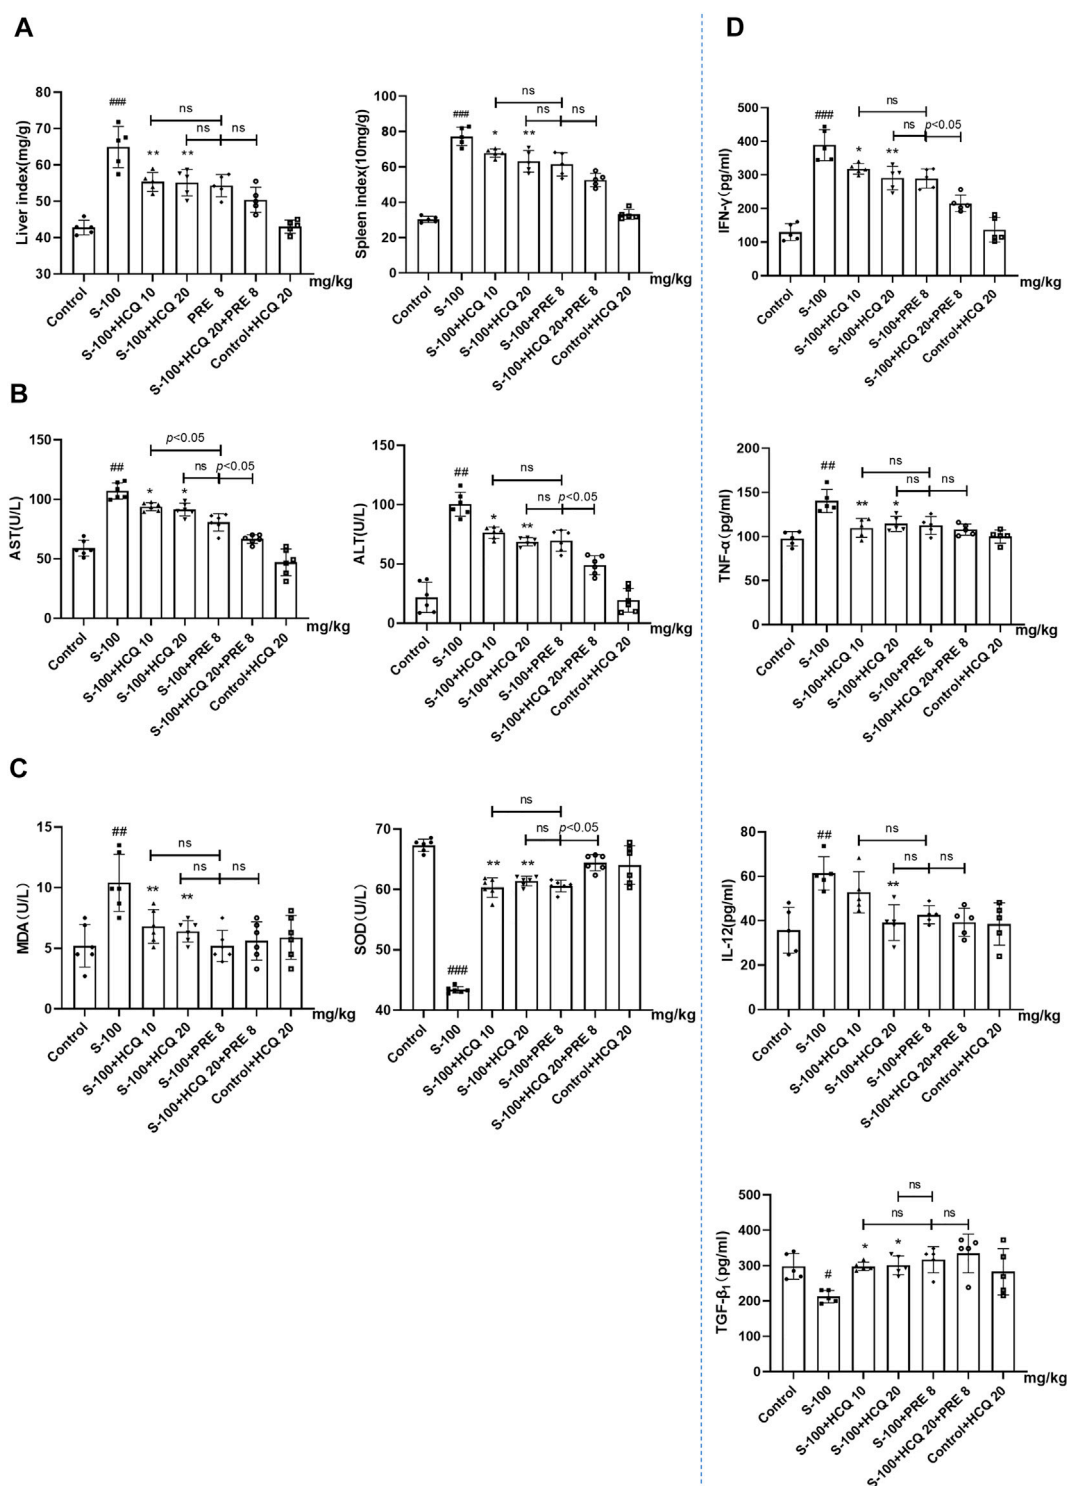 A
Liver index(mg/g)
80
70
60
50
40
30
###
**
**
ns
ns
ns
mg/kg
Control
S-100
S-100+HCQ 10
S-100+HCQ 20
PRE 8
S-100+HCQ 20+PRE 8
Control+HCQ 20
Spleen index(10mg/g)
100
80
60
40
20
0
###
*
**
ns
ns
ns
mg/kg
Control
S-100
S-100+HCQ 10
S-100+HCQ 20
S-100+PRE 8
S-100+HCQ 20+PRE 8
Control+HCQ 20
B
AST(U/L)
150
100
50
0
##
*
*
p<0.05
ns
p<0.05
mg/kg
Control
S-100
S-100+HCQ 10
S-100+HCQ 20
S-100+PRE 8
S-100+HCQ 20+PRE 8
Control+HCQ 20
ALT(U/L)
150
100
50
0
##
*
**
ns
ns
p<0.05
mg/kg
Control
S-100
S-100+HCQ 10
S-100+HCQ 20
S-100+PRE 8
S-100+HCQ 20+PRE 8
Control+HCQ 20
C
MDA(U/L)
15
10
5
0
##
**
**
ns
ns
ns
mg/kg
Control
S-100
S-100+HCQ 10
S-100+HCQ 20
S-100+PRE 8
S-100+HCQ 20+PRE 8
Control+HCQ 20
SOD(U/L)
70
60
50
40
###
**
**
ns
ns
p<0.05
mg/kg
Control
S-100
S-100+HCQ 10
S-100+HCQ 20
S-100+PRE 8
S-100+HCQ 20+PRE 8
Control+HCQ 20
D
IFN-γ(pg/ml)
500
400
300
200
100
0
###
*
**
ns
ns
p<0.05
mg/kg
Control
S-100
S-100+HCQ 10
S-100+HCQ 20
S-100+PRE 8
S-100+HCQ 20+PRE 8
Control+HCQ 20
TNF-α(pg/ml)
200
150
100
50
0
##
**
*
ns
ns
ns
mg/kg
Control
S-100
S-100+HCQ 10
S-100+HCQ 20
S-100+PRE 8
S-100+HCQ 20+PRE 8
Control+HCQ 20
IL-12(pg/ml)
80
60
40
20
0
##
**
ns
ns
ns
mg/kg
Control
S-100
S-100+HCQ 10
S-100+HCQ 20
S-100+PRE 8
S-100+HCQ 20+PRE 8
Control+HCQ 20
TGF-β₁(pg/ml)
500
400
300
200
100
0
#
*
*
ns
ns
ns
mg/kg
Control
S-100
S-100+HCQ 10
S-100+HCQ 20
S-100+PRE 8
S-100+HCQ 20+PRE 8
Control+HCQ 20